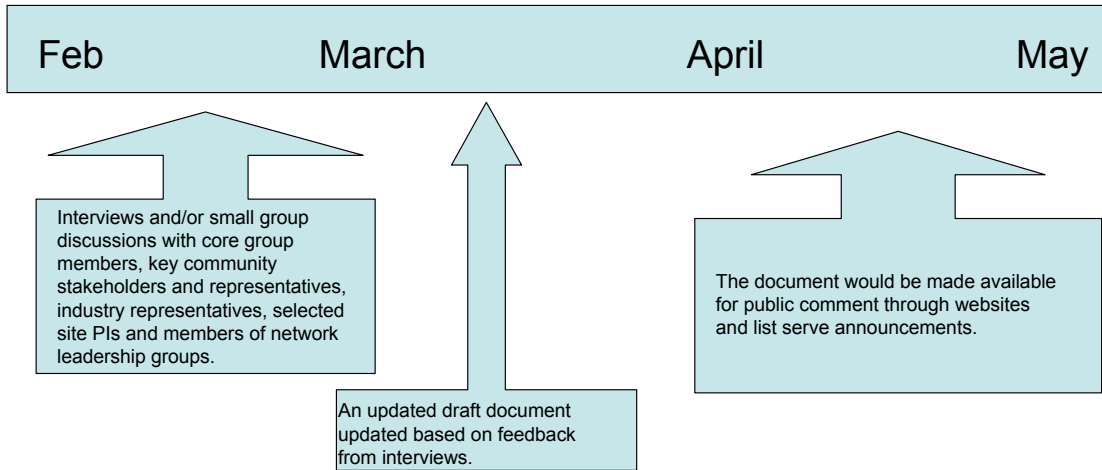 Feb March April May
Interviews and/or small group
discussions with core group
members, key community
stakeholders and representatives,
industry representatives, selected
site PIs and members of network
leadership groups.
An updated draft document
updated based on feedback
from interviews.
The document would be made available
for public comment through websites
and list serve announcements.